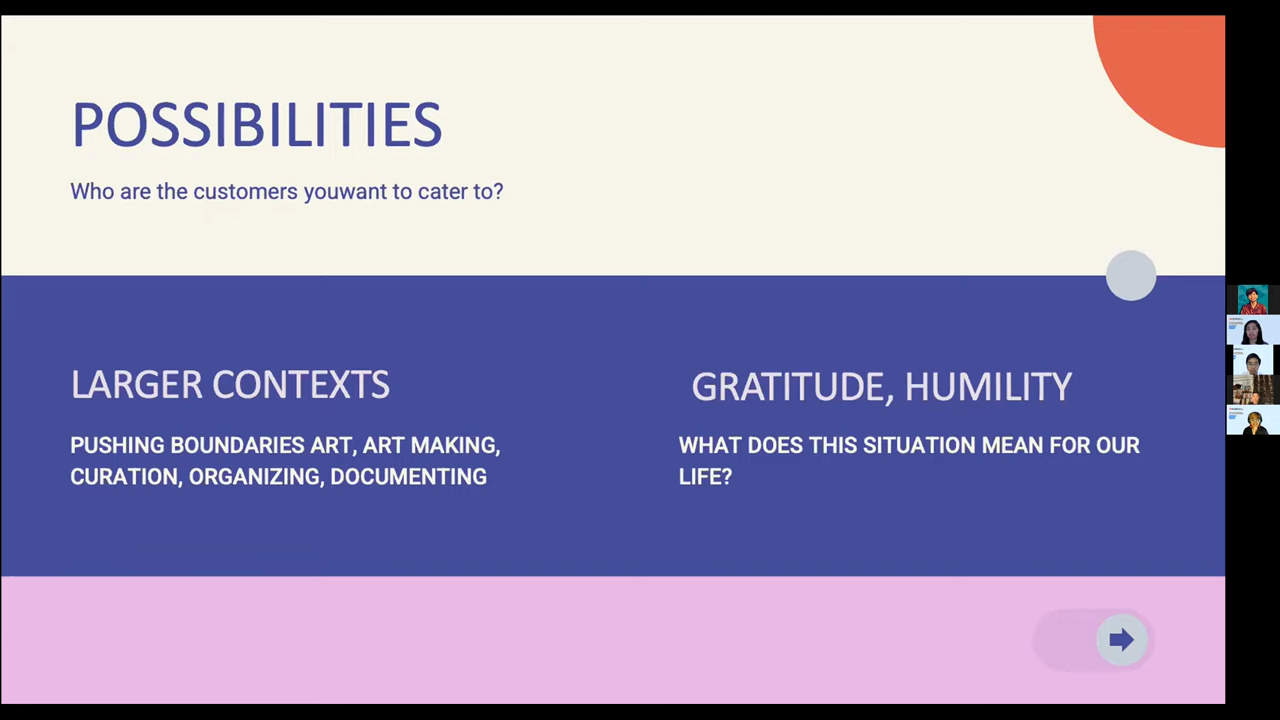 POSSIBILITIES
Who are the customers youwant to cater to?
LARGER CONTEXTS
PUSHING BOUNDARIES ART, ART MAKING,
CURATION, ORGANIZING, DOCUMENTING
GRATITUDE, HUMILITY
WHAT DOES THIS SITUATION MEAN FOR OUR
LIFE?